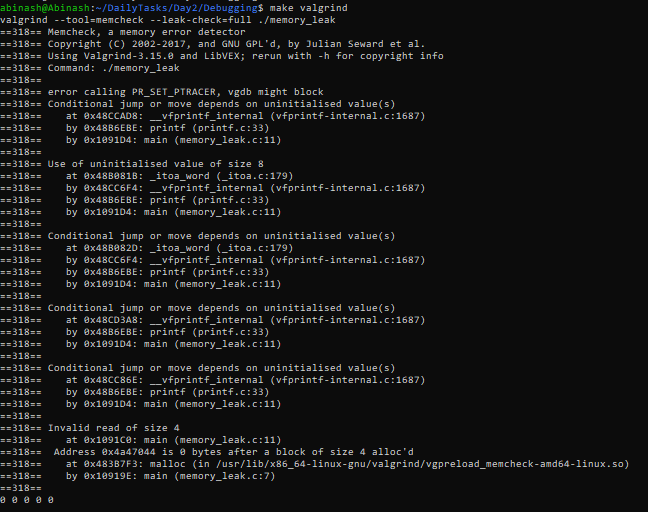 abinash@Abinash:~/DailyTasks/Day2/Debugging$ make valgrind
valgrind --tool=memcheck --leak-check=full ./memory_leak
==318== Memcheck, a memory error detector
==318== Copyright (C) 2002-2017, and GNU GPL'd, by Julian Seward et al.
==318== Using Valgrind-3.15.0 and LibVEX; rerun with -h for copyright info
==318== Command: ./memory_leak
==318==
==318== error calling PR_SET_PTRACER, vgdb might block
==318== Conditional jump or move depends on uninitialised value(s)
==318==    at 0x48CCAD8: __vfprintf_internal (vfprintf-internal.c:1687)
==318==    by 0x48B6EBE: printf (printf.c:33)
==318==    by 0x1091D4: main (memory_leak.c:11)
==318==
==318== Use of uninitialised value of size 8
==318==    at 0x48B081B: _itoa_word (_itoa.c:179)
==318==    by 0x48CC6F4: __vfprintf_internal (vfprintf-internal.c:1687)
==318==    by 0x48B6EBE: printf (printf.c:33)
==318==    by 0x1091D4: main (memory_leak.c:11)
==318==
==318== Conditional jump or move depends on uninitialised value(s)
==318==    at 0x48B082D: _itoa_word (_itoa.c:179)
==318==    by 0x48CC6F4: __vfprintf_internal (vfprintf-internal.c:1687)
==318==    by 0x48B6EBE: printf (printf.c:33)
==318==    by 0x1091D4: main (memory_leak.c:11)
==318==
==318== Conditional jump or move depends on uninitialised value(s)
==318==    at 0x48CD3A8: __vfprintf_internal (vfprintf-internal.c:1687)
==318==    by 0x48B6EBE: printf (printf.c:33)
==318==    by 0x1091D4: main (memory_leak.c:11)
==318==
==318== Conditional jump or move depends on uninitialised value(s)
==318==    at 0x48CC86E: __vfprintf_internal (vfprintf-internal.c:1687)
==318==    by 0x48B6EBE: printf (printf.c:33)
==318==    by 0x1091D4: main (memory_leak.c:11)
==318==
==318== Invalid read of size 4
==318==    at 0x1091C0: main (memory_leak.c:11)
==318==  Address 0x4a47044 is 0 bytes after a block of size 4 alloc'd
==318==    at 0x483B7F3: malloc (in /usr/lib/x86_64-linux-gnu/valgrind/vgpreload_memcheck-amd64-linux.so)
==318==    by 0x10919E: main (memory_leak.c:7)
==318==
0 0 0 0 0